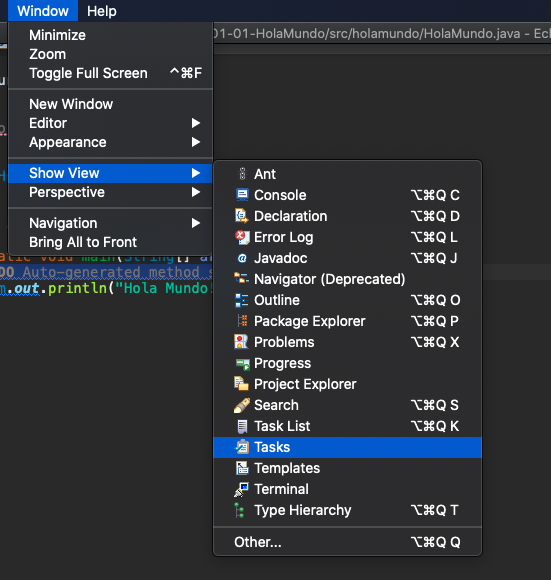 Window Help
01-01-HolaMundo/src/holamundo/HolaMundo.java - Ecl
Minimize
Zoom
Toggle Full Screen ^⌘F
New Window
Editor ▶
Appearance ▶
Show View ▶
Perspective ▶
Navigation ▶
Bring All to Front
Ant
Console ⌥⌘Q C
Declaration ⌥⌘Q D
Error Log ⌥⌘Q L
Javadoc ⌥⌘Q J
Navigator (Deprecated)
Outline ⌥⌘Q O
Package Explorer ⌥⌘Q P
Problems ⌥⌘Q X
Progress
Project Explorer
Search ⌥⌘Q S
Task List ⌥⌘Q K
Tasks
Templates
Terminal
Type Hierarchy ⌥⌘Q T
Other... ⌥⌘Q Q
atic void main(String[] ar
DO Auto-generated method s
m.out.println("Hola Mundo!